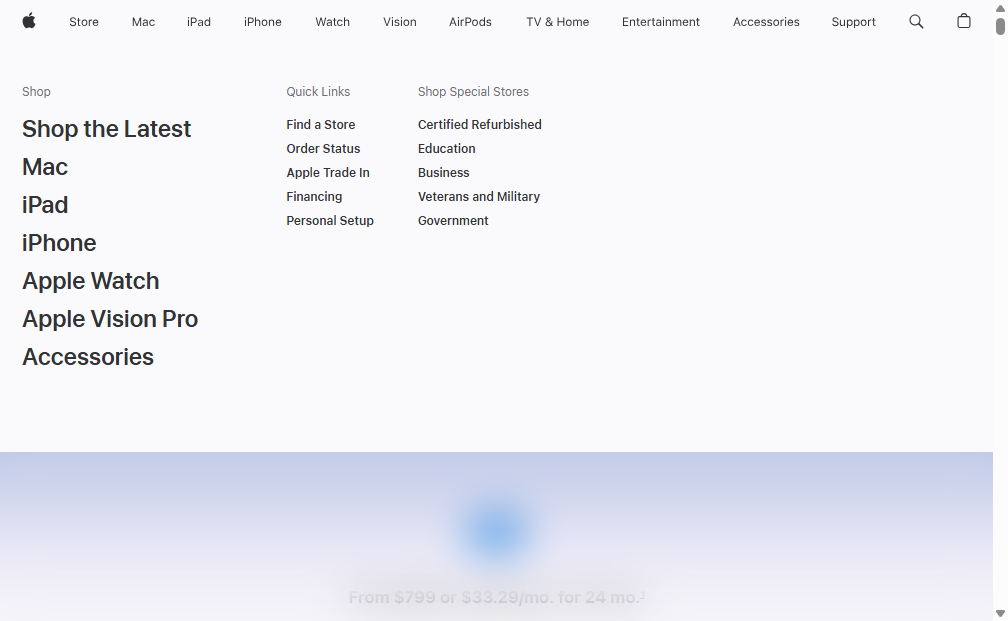 Store Mac iPad iPhone Watch Vision AirPods TV & Home Entertainment Accessories Support
Shop
Shop the Latest
Mac
iPad
iPhone
Apple Watch
Apple Vision Pro
Accessories
Quick Links
Find a Store
Order Status
Apple Trade In
Financing
Personal Setup
Shop Special Stores
Certified Refurbished
Education
Business
Veterans and Military
Government
From $799 or $33.29/mo. for 24 mo.